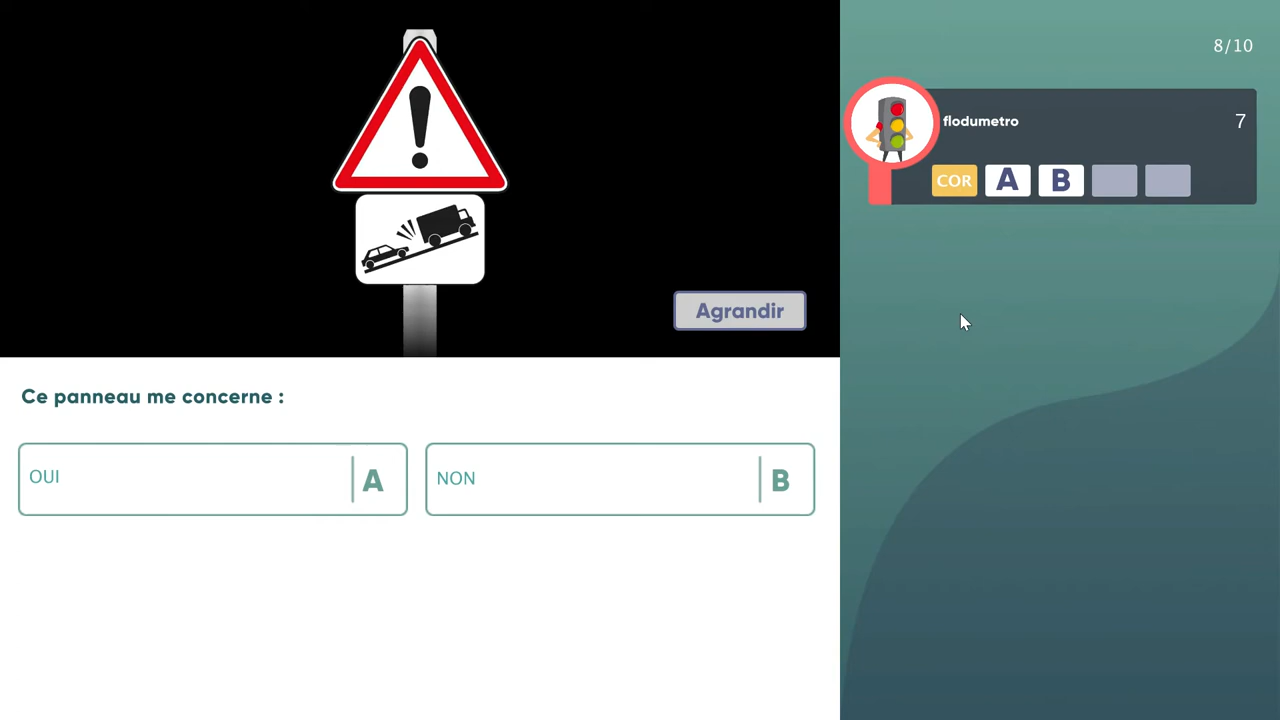 8/10
flodumetro
7
COR A B
Agrandir
Ce panneau me concerne :
OUI A
NON B